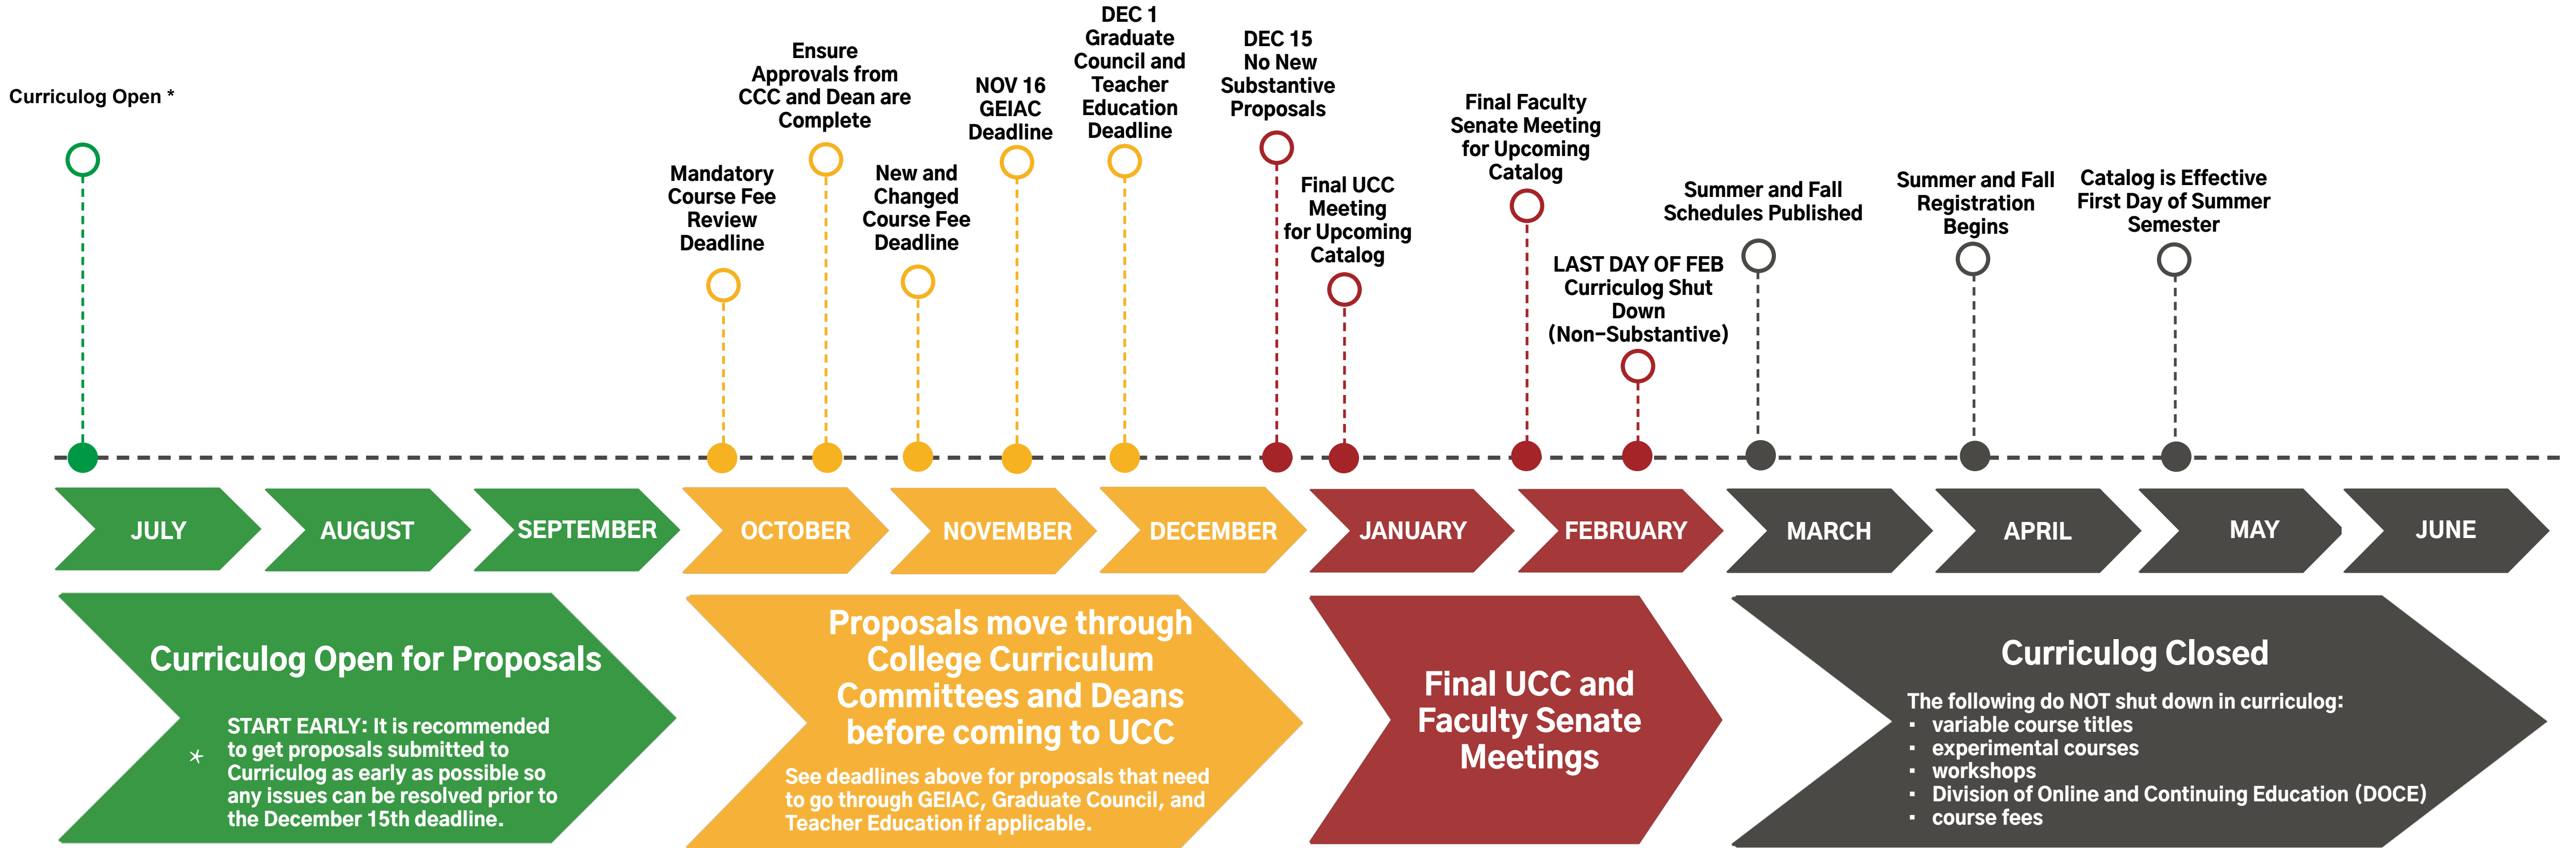 Curriculog Open *
Mandatory
Course Fee
Review
Deadline
Ensure
Approvals from
CCC and Dean are
Complete
New and
Changed
Course Fee
Deadline
NOV 16
GEIAC
Deadline
DEC 1
Graduate
Council and
Teacher
Education
Deadline
DEC 15
No New
Substantive
Proposals
Final UCC
Meeting
for Upcoming
Catalog
Final Faculty
Senate Meeting
for Upcoming
Catalog
LAST DAY OF FEB
Curriculog Shut
Down
(Non-Substantive)
Summer and Fall
Schedules Published
Summer and Fall
Registration
Begins
Catalog is Effective
First Day of Summer
Semester
JULY
AUGUST
SEPTEMBER
OCTOBER
NOVEMBER
DECEMBER
JANUARY
FEBRUARY
MARCH
APRIL
MAY
JUNE
Curriculog Open for Proposals
* START EARLY: It is recommended
to get proposals submitted to
Curriculog as early as possible so
any issues can be resolved prior to
the December 15th deadline.
Proposals move through
College Curriculum
Committees and Deans
before coming to UCC
See deadlines above for proposals that need
to go through GEIAC, Graduate Council, and
Teacher Education if applicable.
Final UCC and
Faculty Senate
Meetings
Curriculog Closed
The following do NOT shut down in curriculog:
▪ variable course titles
▪ experimental courses
▪ workshops
▪ Division of Online and Continuing Education (DOCE)
▪ course fees